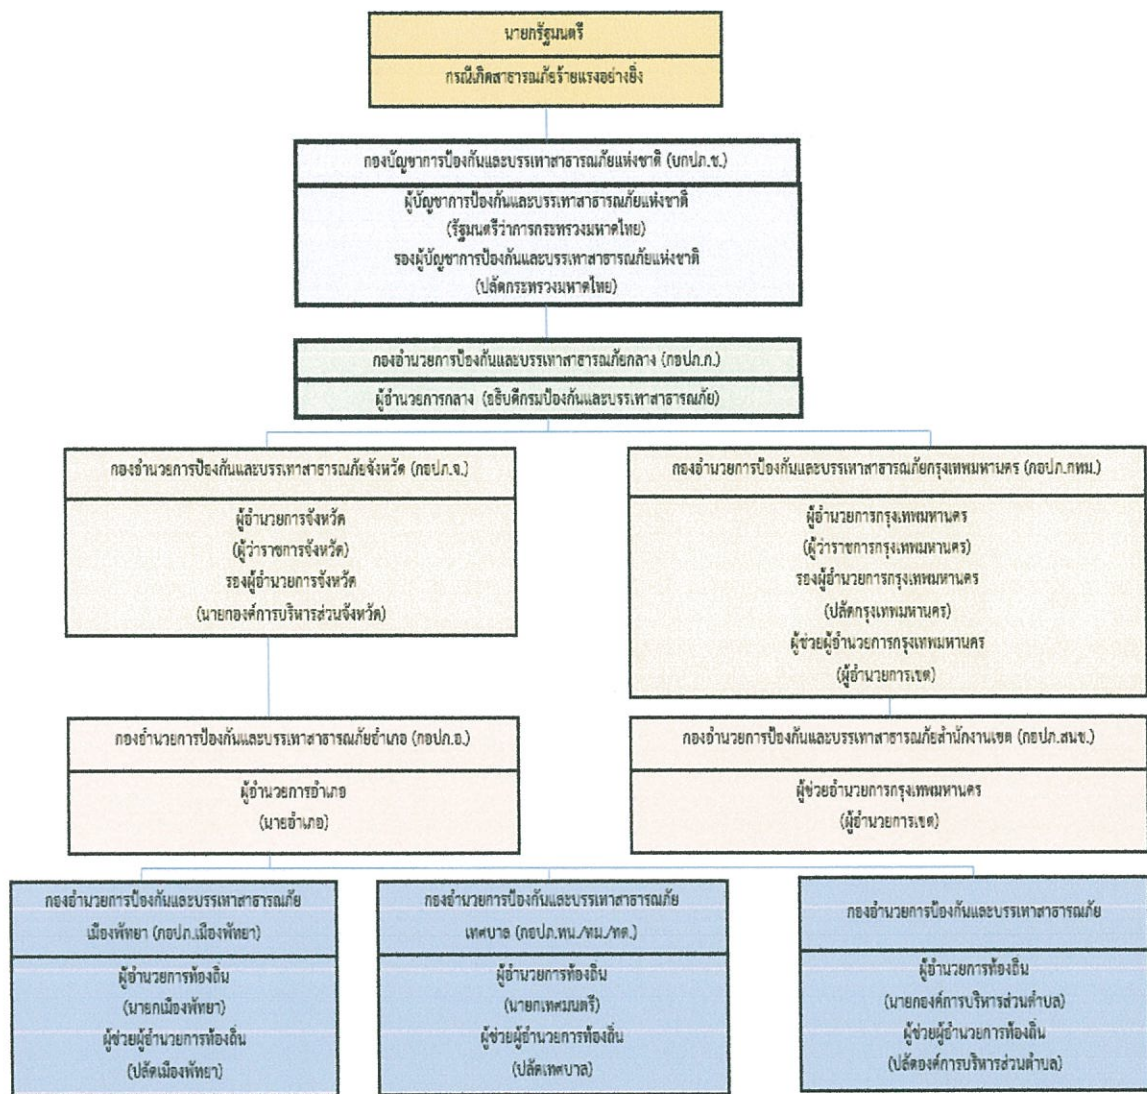 นายกรัฐมนตรี
กรณีเกิดสาธารณภัยร้ายแรงอย่างยิ่ง
กองบัญชาการป้องกันและบรรเทาสาธารณภัยแห่งชาติ (บกปภ.ช.)
ผู้บัญชาการป้องกันและบรรเทาสาธารณภัยแห่งชาติ
(รัฐมนตรีว่าการกระทรวงมหาดไทย)
รองผู้บัญชาการป้องกันและบรรเทาสาธารณภัยแห่งชาติ
(ปลัดกระทรวงมหาดไทย)
กองอำนวยการป้องกันและบรรเทาสาธารณภัยกลาง (กอปภ.ก.)
ผู้อำนวยการกลาง (อธิบดีกรมป้องกันและบรรเทาสาธารณภัย)
กองอำนวยการป้องกันและบรรเทาสาธารณภัยจังหวัด (กอปภ.จ.)
ผู้อำนวยการจังหวัด
(ผู้ว่าราชการจังหวัด)
รองผู้อำนวยการจังหวัด
(นายกองค์การบริหารส่วนจังหวัด)
กองอำนวยการป้องกันและบรรเทาสาธารณภัยกรุงเทพมหานคร (กอปภ.กทม.)
ผู้อำนวยการกรุงเทพมหานคร
(ผู้ว่าราชการกรุงเทพมหานคร)
รองผู้อำนวยการกรุงเทพมหานคร
(ปลัดกรุงเทพมหานคร)
ผู้ช่วยผู้อำนวยการกรุงเทพมหานคร
(ผู้อำนวยการเขต)
กองอำนวยการป้องกันและบรรเทาสาธารณภัยอำเภอ (กอปภ.อ.)
ผู้อำนวยการอำเภอ
(นายอำเภอ)
กองอำนวยการป้องกันและบรรเทาสาธารณภัยสำนักงานเขต (กอปภ.สนข.)
ผู้ช่วยอำนวยการกรุงเทพมหานคร
(ผู้อำนวยการเขต)
กองอำนวยการป้องกันและบรรเทาสาธารณภัย
เมืองพัทยา (กอปภ.เมืองพัทยา)
ผู้อำนวยการท้องถิ่น
(นายกเมืองพัทยา)
ผู้ช่วยผู้อำนวยการท้องถิ่น
(ปลัดเมืองพัทยา)
กองอำนวยการป้องกันและบรรเทาสาธารณภัย
เทศบาล (กอปภ.ทน./ทม./ทต.)
ผู้อำนวยการท้องถิ่น
(นายกเทศมนตรี)
ผู้ช่วยผู้อำนวยการท้องถิ่น
(ปลัดเทศบาล)
กองอำนวยการป้องกันและบรรเทาสาธารณภัย
ผู้อำนวยการท้องถิ่น
(นายกองค์การบริหารส่วนตำบล)
ผู้ช่วยผู้อำนวยการท้องถิ่น
(ปลัดองค์การบริหารส่วนตำบล)